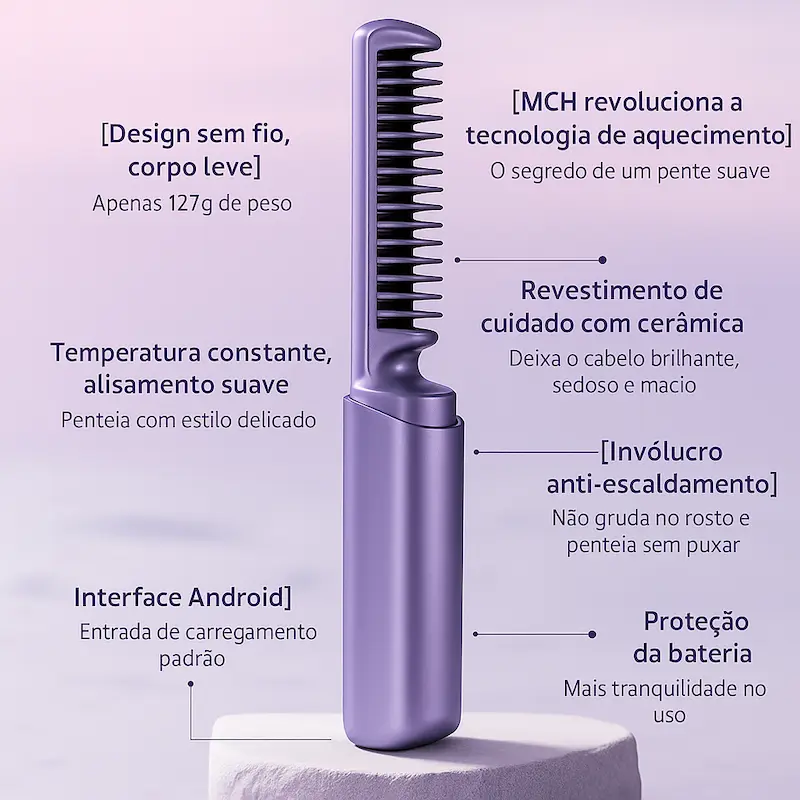 [Design sem fio,
corpo leve]
Apenas 127g de peso
[MCH revoluciona a
tecnologia de aquecimento]
O segredo de um pente suave
Revestimento de
cuidado com cerâmica
Deixa o cabelo brilhante,
sedoso e macio
Temperatura constante,
alisamento suave
Penteia com estilo delicado
[Invólucro
anti-escaldamento]
Não gruda no rosto e
penteia sem puxar
Interface Android]
Entrada de carregamento
padrão
Proteção
da bateria
Mais tranquilidade no
uso